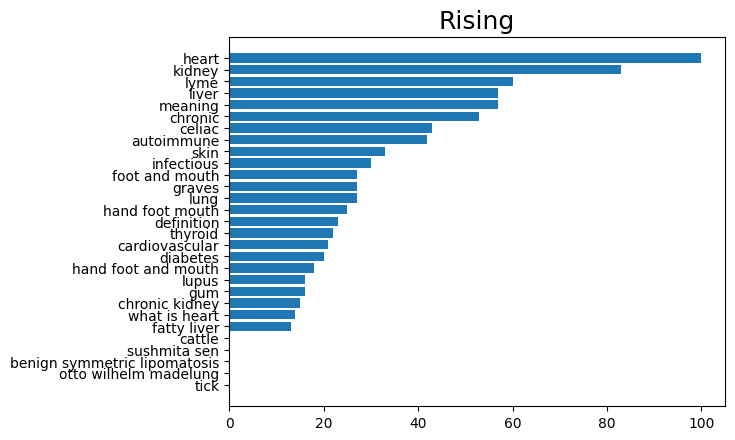 Rising
heart
kidney
lyme
liver
meaning
chronic
celiac
autoimmune
skin
infectious
foot and mouth
graves
lung
hand foot mouth
definition
thyroid
cardiovascular
diabetes
hand foot and mouth
lupus
gum
chronic kidney
what is heart
fatty liver
cattle
sushmita sen
benign symmetric lipomatosis
otto wilhelm madelung
tick
0 20 40 60 80 100